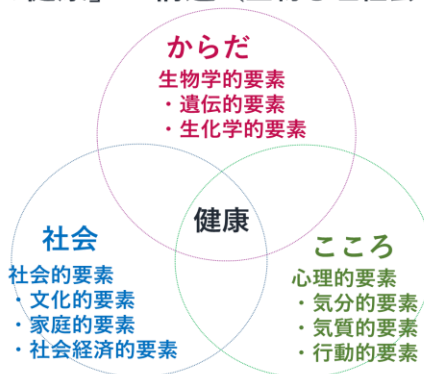 からだ
生物学的要素
・遺伝的要素
・生化学的要素
健康
社会
社会的要素
・文化的要素
・家庭的要素
・社会経済的要素
こころ
心理的要素
・気分的要素
・気質的要素
・行動的要素